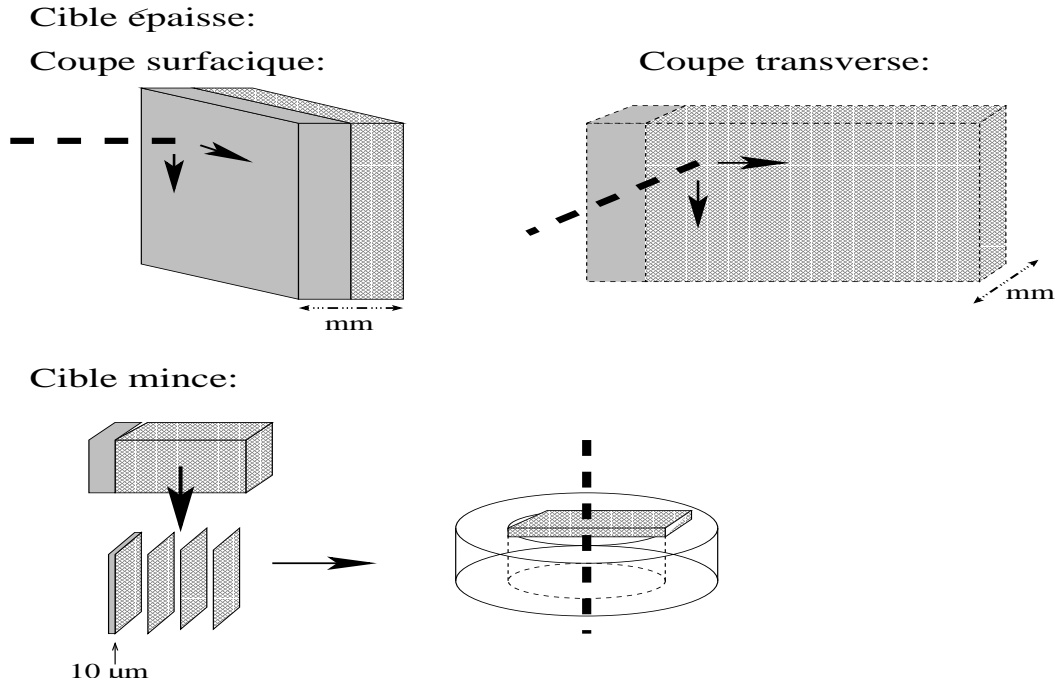 Cible épaisse:
Coupe surfacique:
Coupe transverse:
mm
mm
Cible mince:
10 µm